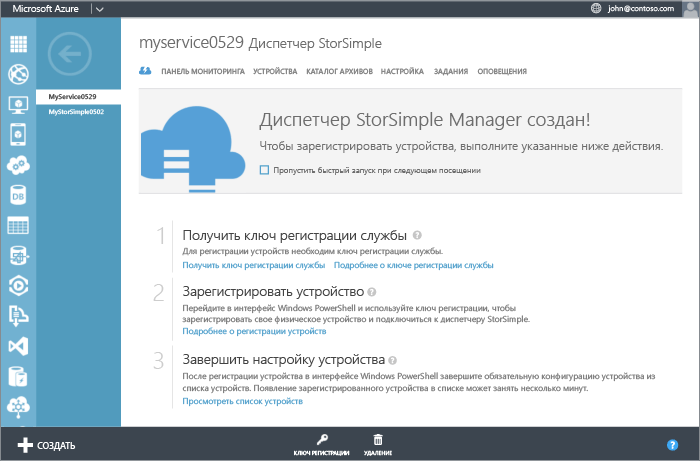 Microsoft Azure
john@contoso.com
myservice0529 Диспетчер StorSimple
MyService0529
MyStorSimple0502
ПАНЕЛЬ МОНИТОРИНГА УСТРОЙСТВА КАТАЛОГ АРХИВОВ НАСТРОЙКА ЗАДАНИЯ ОПОВЕЩЕНИЯ
Диспетчер StorSimple Manager создан!
Чтобы зарегистрировать устройства, выполните указанные ниже действия.
Пропустить быстрый запуск при следующем посещении
1 Получить ключ регистрации службы ?
Для регистрации устройств необходим ключ регистрации службы.
Получить ключ регистрации службы Подробнее о ключе регистрации службы
2 Зарегистрировать устройство ?
Перейдите в интерфейс Windows PowerShell и используйте ключ регистрации, чтобы
зарегистрировать свое физическое устройство и подключиться к диспетчеру StorSimple.
Подробнее о регистрации устройств
3 Завершить настройку устройства ?
После регистрации устройства в интерфейсе Windows PowerShell завершите обязательную конфигурацию устройства из
списка устройств. Появление зарегистрированного устройства в списке может занять несколько минут.
Просмотреть список устройств
DB
СОЗДАТЬ
КЛЮЧ РЕГИСТРАЦИИ
УДАЛЕНИЕ
?